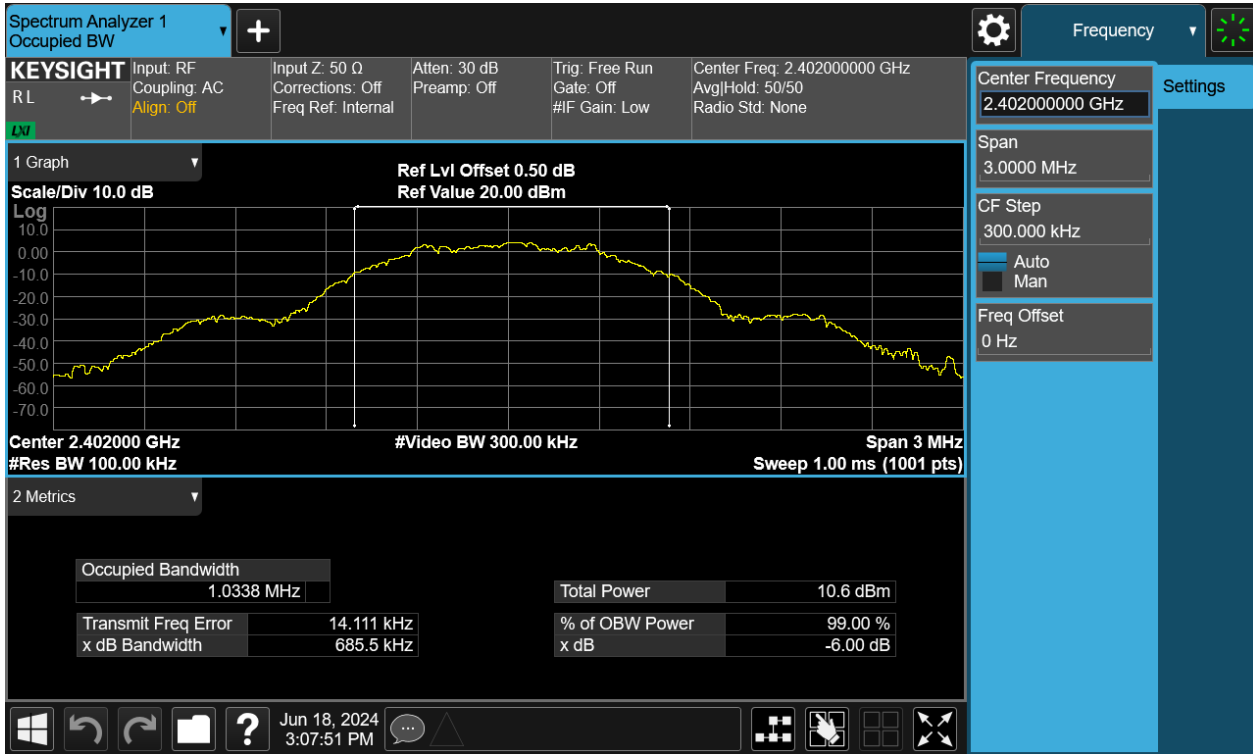 Spectrum Analyzer 1
Occupied BW
Frequency
KEYSIGHT
R L
LXI
Input: RF
Coupling: AC
Align: Off
Input Z: 50 Ω
Corrections: Off
Freq Ref: Internal
Atten: 30 dB
Preamp: Off
Trig: Free Run
Gate: Off
#IF Gain: Low
Center Freq: 2.402000000 GHz
Avg|Hold: 50/50
Radio Std: None
Center Frequency
2.402000000 GHz
Settings
Span
3.0000 MHz
CF Step
300.000 kHz
Auto
Man
Freq Offset
0 Hz
1 Graph
Scale/Div 10.0 dB
Ref Lvl Offset 0.50 dB
Ref Value 20.00 dBm
Log
10.0
0.00
-10.0
-20.0
-30.0
-40.0
-50.0
-60.0
-70.0
Center 2.402000 GHz
#Video BW 300.00 kHz
Span 3 MHz
#Res BW 100.00 kHz
Sweep 1.00 ms (1001 pts)
2 Metrics
Occupied Bandwidth
1.0338 MHz
Total Power 10.6 dBm
Transmit Freq Error 14.111 kHz
% of OBW Power 99.00 %
x dB Bandwidth 685.5 kHz
x dB -6.00 dB
?
Jun 18, 2024
3:07:51 PM